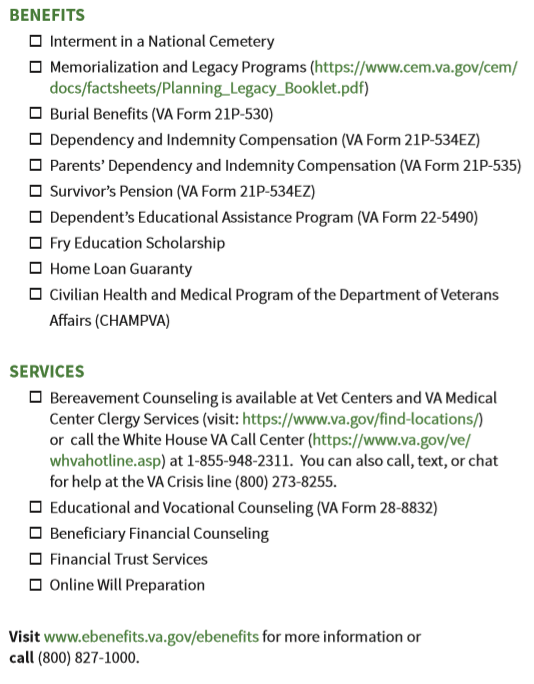 BENEFITS
☐ Interment in a National Cemetery
☐ Memorialization and Legacy Programs (https://www.cem.va.gov/cem/
docs/factsheets/Planning_Legacy_Booklet.pdf)
☐ Burial Benefits (VA Form 21P-530)
☐ Dependency and Indemnity Compensation (VA Form 21P-534EZ)
☐ Parents’ Dependency and Indemnity Compensation (VA Form 21P-535)
☐ Survivor’s Pension (VA Form 21P-534EZ)
☐ Dependent’s Educational Assistance Program (VA Form 22-5490)
☐ Fry Education Scholarship
☐ Home Loan Guaranty
☐ Civilian Health and Medical Program of the Department of Veterans
Affairs (CHAMPVA)
SERVICES
☐ Bereavement Counseling is available at Vet Centers and VA Medical
Center Clergy Services (visit: https://www.va.gov/find-locations/)
or call the White House VA Call Center (https://www.va.gov/ve/
whvahotline.asp) at 1-855-948-2311. You can also call, text, or chat
for help at the VA Crisis line (800) 273-8255.
☐ Educational and Vocational Counseling (VA Form 28-8832)
☐ Beneficiary Financial Counseling
☐ Financial Trust Services
☐ Online Will Preparation
Visit www.ebenefits.va.gov/ebenefits for more information or
call (800) 827-1000.